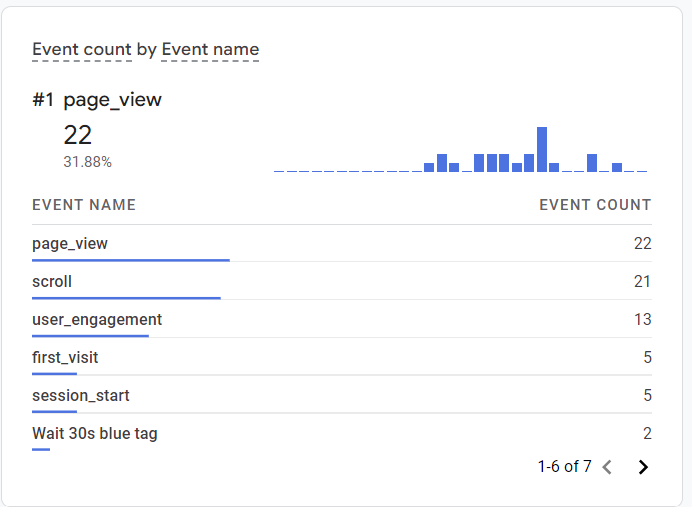 Event count by Event name
#1 page_view
22
31.88%
EVENT NAME EVENT COUNT
page_view 22
scroll 21
user_engagement 13
first_visit 5
session_start 5
Wait 30s blue tag 2
1-6 of 7